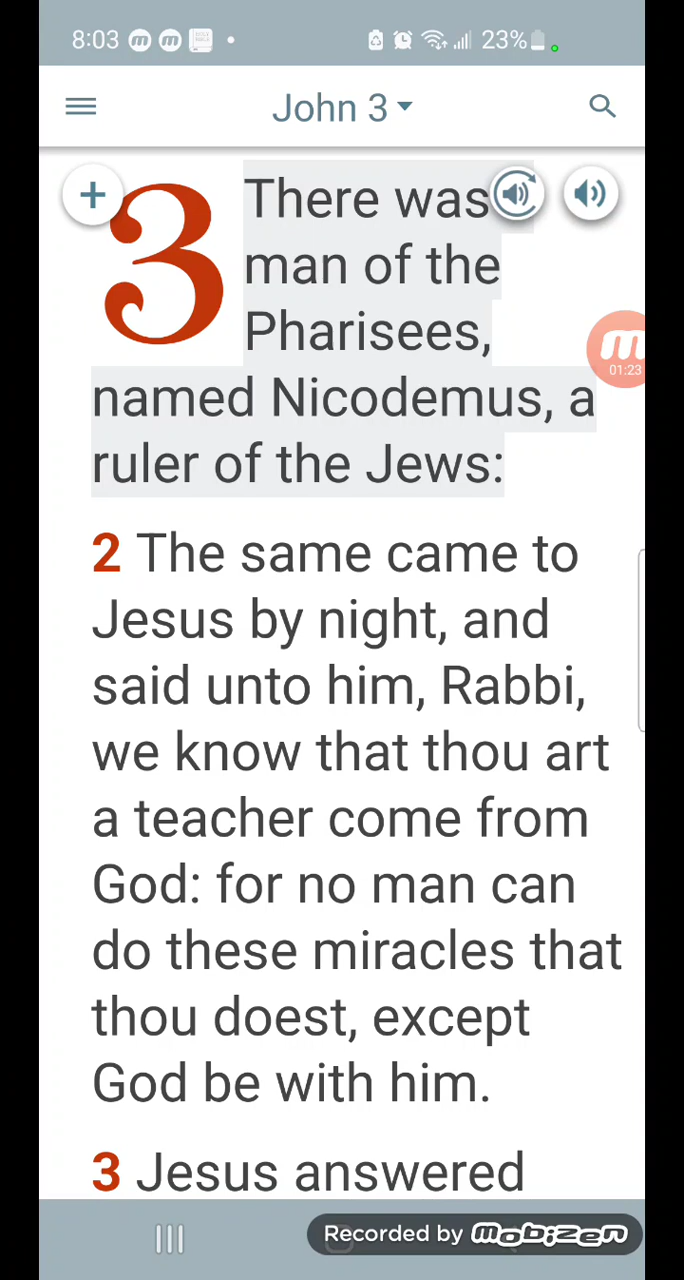 8:03
23%
John 3
3 There was
man of the
Pharisees,
01:23
named Nicodemus, a
ruler of the Jews:
2 The same came to
Jesus by night, and
said unto him, Rabbi,
we know that thou art
a teacher come from
God: for no man can
do these miracles that
thou doest, except
God be with him.
3 Jesus answered
Recorded by Mobizen